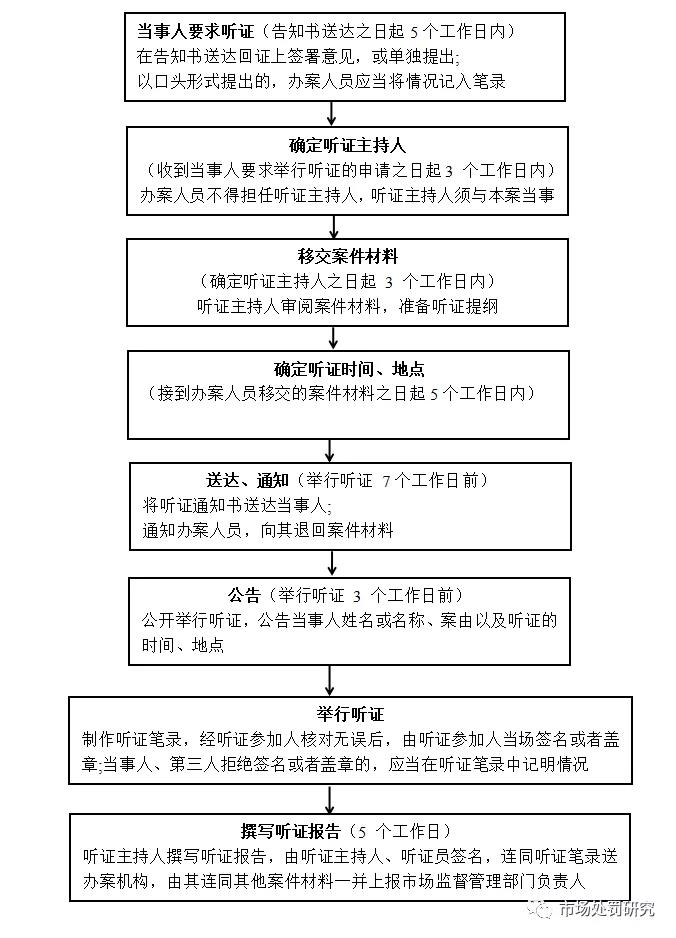 当事人要求听证（告知书送达之日起 5 个工作日内）
在告知书送达回证上签署意见，或单独提出;
以口头形式提出的，办案人员应当将情况记入笔录
确定听证主持人
（收到当事人要求举行听证的申请之日起 3 个工作日内）
办案人员不得担任听证主持人，听证主持人须与本案当事
移交案件材料
（确定听证主持人之日起 3 个工作日内）
听证主持人审阅案件材料，准备听证提纲
确定听证时间、地点
（接到办案人员移交的案件材料之日起 5 个工作日内）
送达、通知（举行听证 7 个工作日前）
将听证通知书送达当事人;
通知办案人员，向其退回案件材料
公告（举行听证 3 个工作日前）
公开举行听证，公告当事人姓名或名称、案由以及听证的
时间、地点
举行听证
制作听证笔录，经听证参加人核对无误后，由听证参加人当场签名或者盖
章;当事人、第三人拒绝签名或者盖章的，应当在听证笔录中记明情况
撰写听证报告（5 个工作日）
听证主持人撰写听证报告，由听证主持人、听证员签名，连同听证笔录送
办案机构，由其连同其他案件材料一并上报市场监督管理部门负责人
市场处罚研究